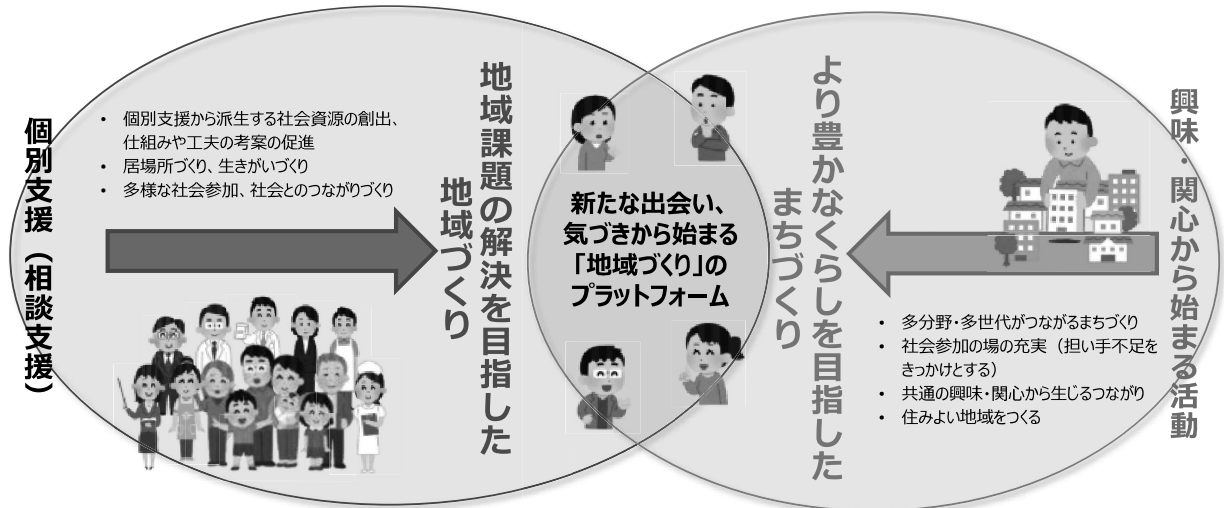 個別支援（相談支援）
• 個別支援から派生する社会資源の創出、
仕組みや工夫の考案の促進
• 居場所づくり、生きがいづくり
• 多様な社会参加、社会とのつながりづくり
地域課題の解決を目指した
地域づくり
新たな出会い、
気づきから始まる
「地域づくり」の
プラットフォーム
より豊かなくらしを目指した
まちづくり
• 多分野・多世代がつながるまちづくり
• 社会参加の場の充実（担い手不足を
きっかけとする）
• 共通の興味・関心から生じるつながり
• 住みよい地域をつくる
興味・関心から始まる活動